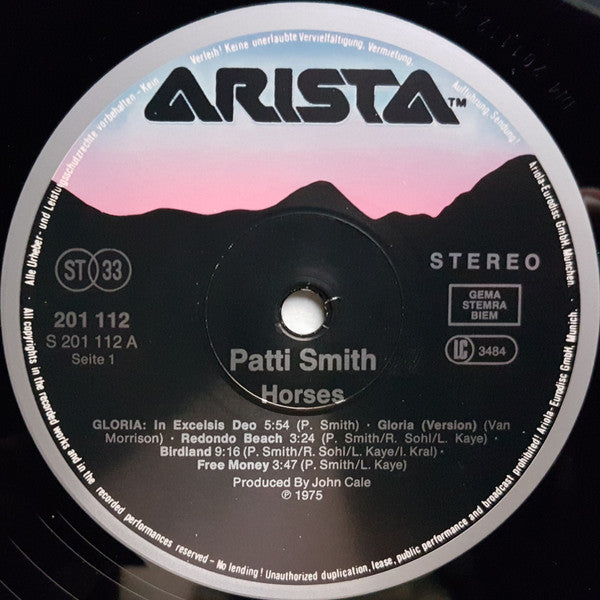 Alle Urheber- und Leistungsschutzrechte vorbehalten - Kein Verleih! Keine unerlaubte Vervielfältigung, Vermietung, Aufführung, Sendung!
ARISTA™
Ariola-Eurodisc GmbH, München.
ST 33
STEREO
201 112
S 201 112 A
Seite 1
GEMA
STEMRA
BIEM
LC 3484
Patti Smith
Horses
GLORIA: In Excelsis Deo 5:54 (P. Smith) · Gloria (Version) (Van
Morrison) · Redondo Beach 3:24 (P. Smith/R. Sohl/L. Kaye)
Birdland 9:16 (P. Smith/R. Sohl/L. Kaye/I. Kral) ·
Free Money 3:47 (P. Smith/L. Kaye)
Produced By John Cale
℗ 1975
All copyrights in the recorded works and in the recorded performances reserved – No lending! Unauthorized duplication, lease, public performance and broadcast prohibited! Ariola-Eurodisc GmbH, Munich.